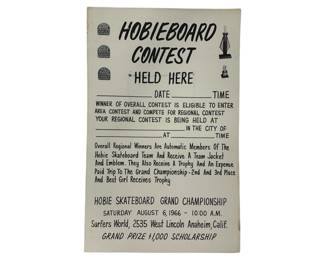 HOBIEBOARD
CONTEST
HELD HERE
DATE TIME
WINNER OF OVERALL CONTEST IS ELIGIBLE TO ENTER
AREA CONTEST AND COMPETE FOR REGIONAL CONTEST
YOUR REGIONAL CONTEST IS BEING HELD AT
IN THE CITY OF
AT TIME
Overall Regional Winners Are Automatic Members Of The
Hobie Skateboard Team And Receive A Team Jacket
And Emblem. They Also Receive A Trophy And An Expense
Paid Trip To The Grand Championship - 2nd And 3rd Place
And Best Girl Receives Trophy
HOBIE SKATEBOARD GRAND CHAMPIONSHIP
SATURDAY AUGUST 6, 1966 - 10:00 A.M.
Surfers World, 2535 West Lincoln Anaheim, Calif.
GRAND PRIZE $1,000 SCHOLARSHIP